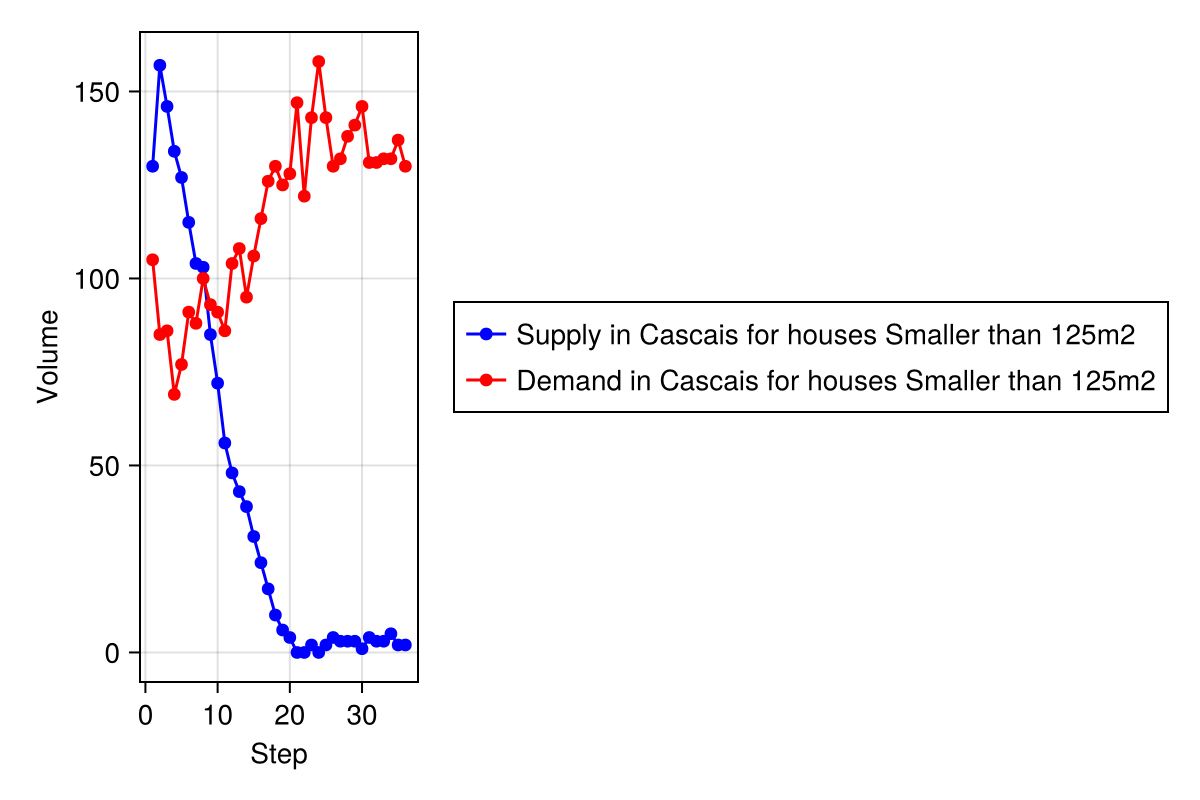 150
100
50
0
Volume
0 10 20 30
Step
Supply in Cascais for houses Smaller than 125m2
Demand in Cascais for houses Smaller than 125m2